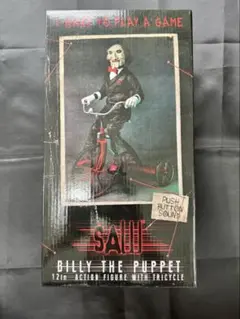 I WANT TO PLAY A GAME
PUSH
BUTTON
SOUND
SAW
BILLY THE PUPPET
12in ACTION FIGURE WITH TRICYCLE